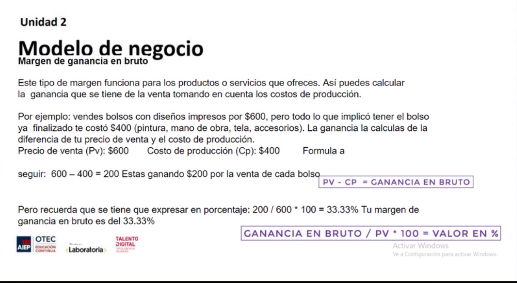 Unidad 2
Modelo de negocio
Margen de ganancia en bruto
Este tipo de margen funciona para los productos o servicios que ofreces. Así puedes calcular
la ganancia que se tiene de la venta tomando en cuenta los costos de producción.
Por ejemplo: vendes bolsos con diseños impresos por $600, pero todo lo que implicó tener el bolso
ya finalizado te costó $400 (pintura, mano de obra, tela, accesorios). La ganancia la calculas de la
diferencia de tu precio de venta y el costo de producción.
Precio de venta (Pv): $600 Costo de producción (Cp): $400 Formula a
seguir: 600 – 400 = 200 Estas ganando $200 por la venta de cada bolso
PV - CP = GANANCIA EN BRUTO
Pero recuerda que se tiene que expresar en porcentaje: 200 / 600 * 100 = 33.33% Tu margen de
ganancia en bruto es del 33.33%
GANANCIA EN BRUTO / PV * 100 = VALOR EN %
AIEP
OTEC
EDUCACIÓN
CONTINUA
Laboratoria
TALENTO
DIGITAL
Activar Windows
Ve a Configuración para activar Windows.